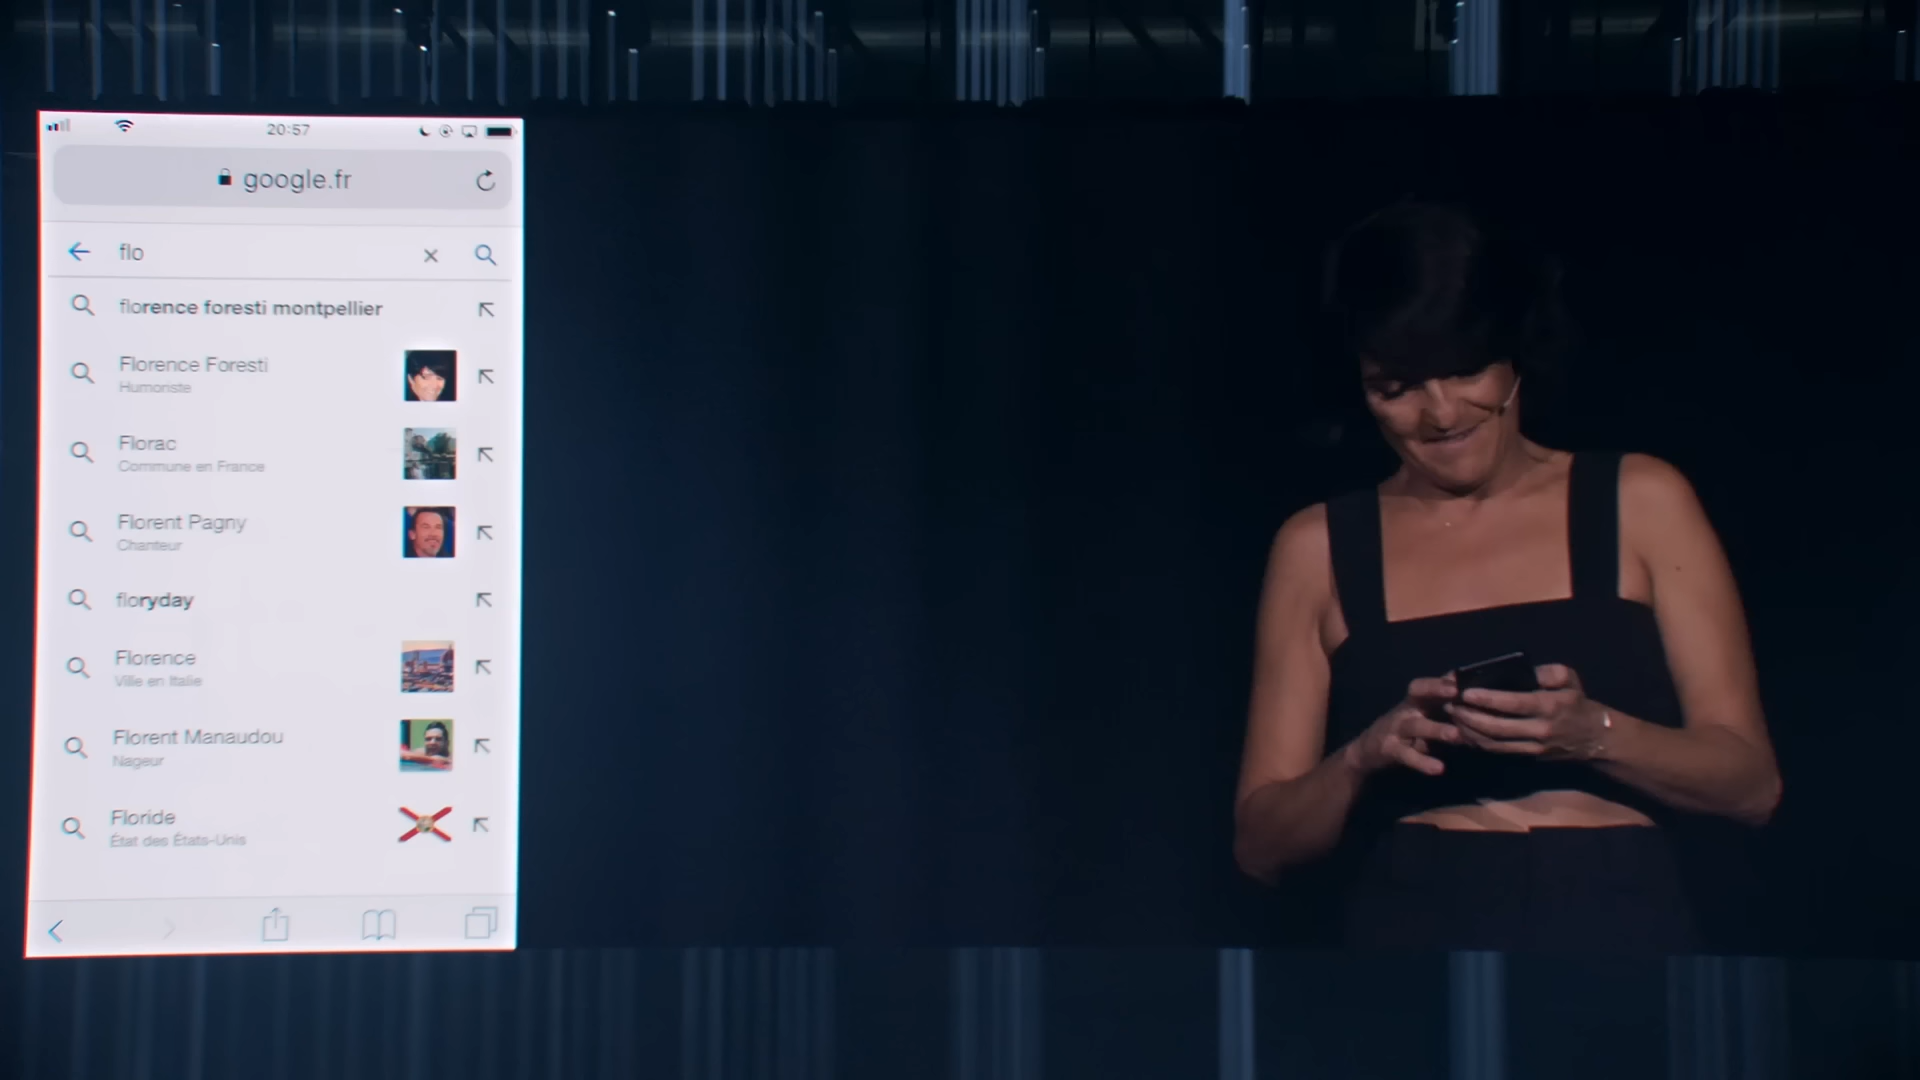 20:57
google.fr
flo
florence foresti montpellier
Florence Foresti
Humoriste
Florac
Commune en France
Florent Pagny
Chanteur
floryday
Florence
Ville en Italie
Florent Manaudou
Nageur
Floride
État des États-Unis